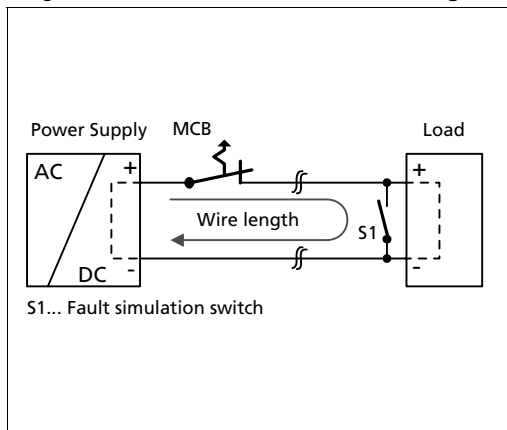 Power Supply MCB Load
AC + +
Wire length
S1
DC - -
S1... Fault simulation switch